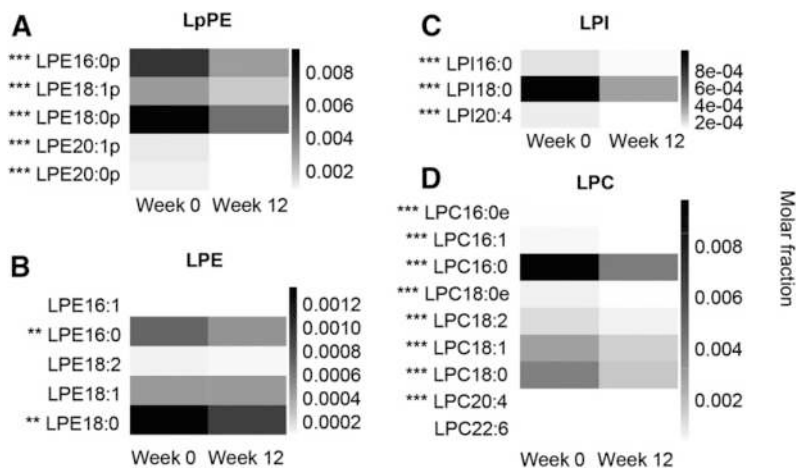 A
LpPE
*** LPE16:0p
*** LPE18:1p
*** LPE18:0p
*** LPE20:1p
*** LPE20:0p
Week 0 Week 12
0.008
0.006
0.004
0.002
B
LPE
LPE16:1
** LPE16:0
LPE18:2
LPE18:1
** LPE18:0
Week 0 Week 12
0.0012
0.0010
0.0008
0.0006
0.0004
0.0002
C
LPI
*** LPI16:0
*** LPI18:0
*** LPI20:4
Week 0 Week 12
8e-04
6e-04
4e-04
2e-04
D
LPC
*** LPC16:0e
*** LPC16:1
*** LPC16:0
*** LPC18:0e
*** LPC18:2
*** LPC18:1
*** LPC18:0
*** LPC20:4
LPC22:6
Week 0 Week 12
0.008
0.006
0.004
0.002
Molar fraction